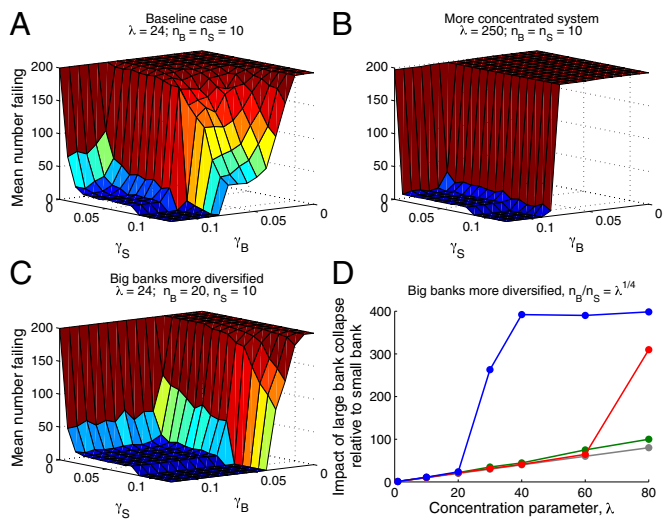 A
Baseline case
λ = 24; n_B = n_S = 10
Mean number failing
200
150
100
50
0
0
0.05
0.1
γ_S
0.1
0.05
0
γ_B
B
More concentrated system
λ = 250; n_B = n_S = 10
200
150
100
50
0
0
0.05
0.1
γ_S
0.1
0.05
0
γ_B
C
Big banks more diversified
λ = 24; n_B = 20, n_S = 10
Mean number failing
200
150
100
50
0
0
0.05
0.1
γ_S
0.1
0.05
0
γ_B
D
Big banks more diversified, n_B/n_S = λ^1/4
Impact of large bank collapse
relative to small bank
400
300
200
100
0
0
20
40
60
80
Concentration parameter, λ